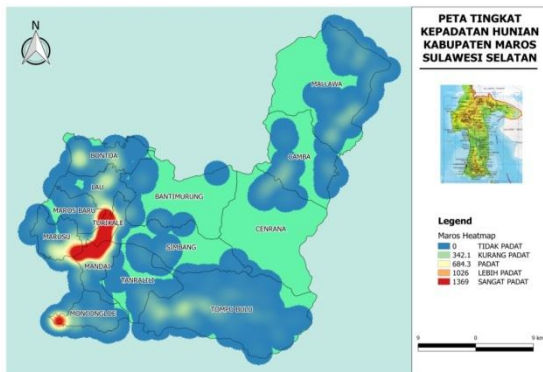 PETA TINGKAT
KEPADATAN HUNIAN
KABUPATEN MAROS
SULAWESI SELATAN
N
MALLAWA
CAMBA
BONTOA
LAU
BANTIMURUNG
MAROS BARU
TURIKALE
CENRANA
MARUSU
SIMBANG
MANDAI
TANRALILI
TOMPU BULU
MONCONGLOE
Legend
Maros Heatmap
0 TIDAK PADAT
342.1 KURANG PADAT
684.3 PADAT
1026 LEBIH PADAT
1369 SANGAT PADAT
9 0 9 km